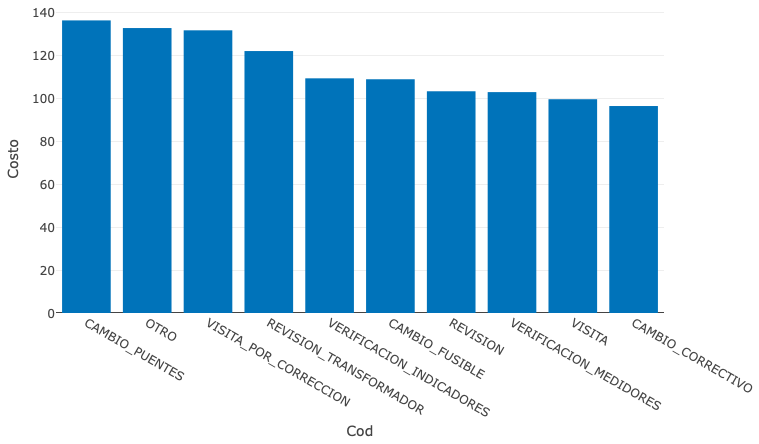 140
120
100
80
60
40
20
0
Costo
CAMBIO_PUENTES
OTRO
VISITA_POR_CORRECCION
REVISION_TRANSFORMADOR
VERIFICACION_INDICADORES
CAMBIO_FUSIBLE
REVISION
VERIFICACION_MEDIDORES
VISITA
CAMBIO_CORRECTIVO
Cod